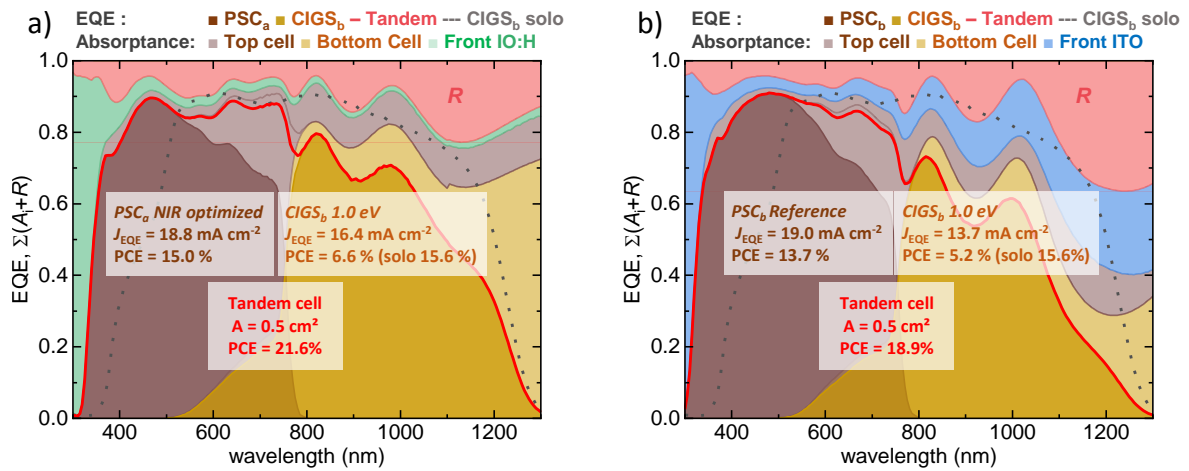 a)
EQE : ■ PSCa ■ CIGSb – Tandem --- CIGSb solo
Absorptance: ■ Top cell ■ Bottom Cell ■ Front IO:H
EQE, Σ(Ai+R)
1.0
0.8
0.6
0.4
0.2
0.0
R
PSCa NIR optimized
JEQE = 18.8 mA cm-2
PCE = 15.0 %
CIGSb 1.0 eV
JEQE = 16.4 mA cm-2
PCE = 6.6 % (solo 15.6 %)
Tandem cell
A = 0.5 cm²
PCE = 21.6%
400 600 800 1000 1200
wavelength (nm)
b)
EQE : ■ PSCb ■ CIGSb – Tandem --- CIGSb solo
Absorptance: ■ Top cell ■ Bottom Cell ■ Front ITO
EQE, Σ(Ai+R)
1.0
0.8
0.6
0.4
0.2
0.0
R
PSCb Reference
JEQE = 19.0 mA cm-2
PCE = 13.7 %
CIGSb 1.0 eV
JEQE = 13.7 mA cm-2
PCE = 5.2 % (solo 15.6%)
Tandem cell
A = 0.5 cm²
PCE = 18.9%
400 600 800 1000 1200
wavelength (nm)